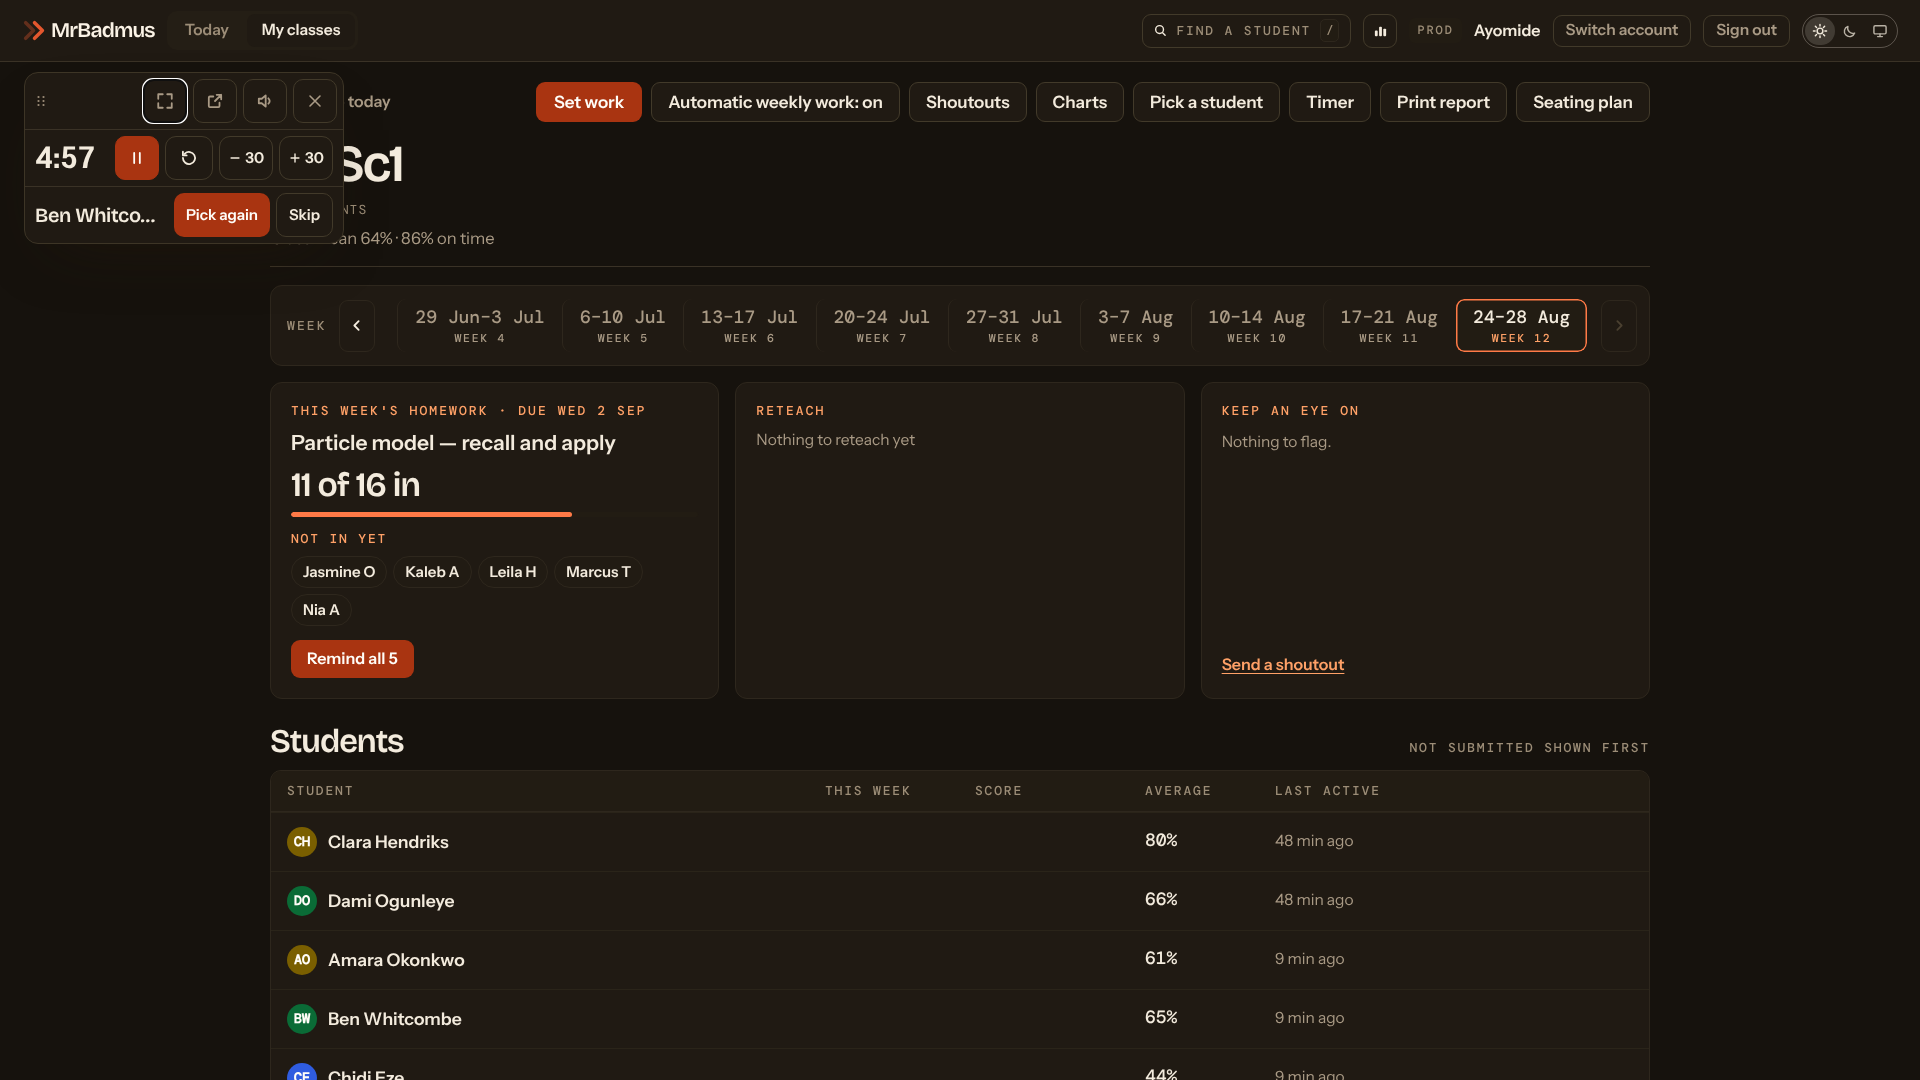 MrBadmus Today My classes FIND A STUDENT / PROD Ayomide Switch account Sign out
today Set work Automatic weekly work: on Shoutouts Charts Pick a student Timer Print report Seating plan
4:57 − 30 + 30
Sc1
NTS
Ben Whitco... Pick again Skip
an 64% · 86% on time
WEEK
29 Jun–3 Jul 6–10 Jul 13–17 Jul 20–24 Jul 27–31 Jul 3–7 Aug 10–14 Aug 17–21 Aug 24–28 Aug
WEEK 4 WEEK 5 WEEK 6 WEEK 7 WEEK 8 WEEK 9 WEEK 10 WEEK 11 WEEK 12
THIS WEEK'S HOMEWORK · DUE WED 2 SEP
Particle model — recall and apply
11 of 16 in
NOT IN YET
Jasmine O Kaleb A Leila H Marcus T
Nia A
Remind all 5
RETEACH
Nothing to reteach yet
KEEP AN EYE ON
Nothing to flag.
Send a shoutout
Students
NOT SUBMITTED SHOWN FIRST
STUDENT THIS WEEK SCORE AVERAGE LAST ACTIVE
CH Clara Hendriks 80% 48 min ago
DO Dami Ogunleye 66% 48 min ago
AO Amara Okonkwo 61% 9 min ago
BW Ben Whitcombe 65% 9 min ago
CE Chidi Eze 44% 9 min ago